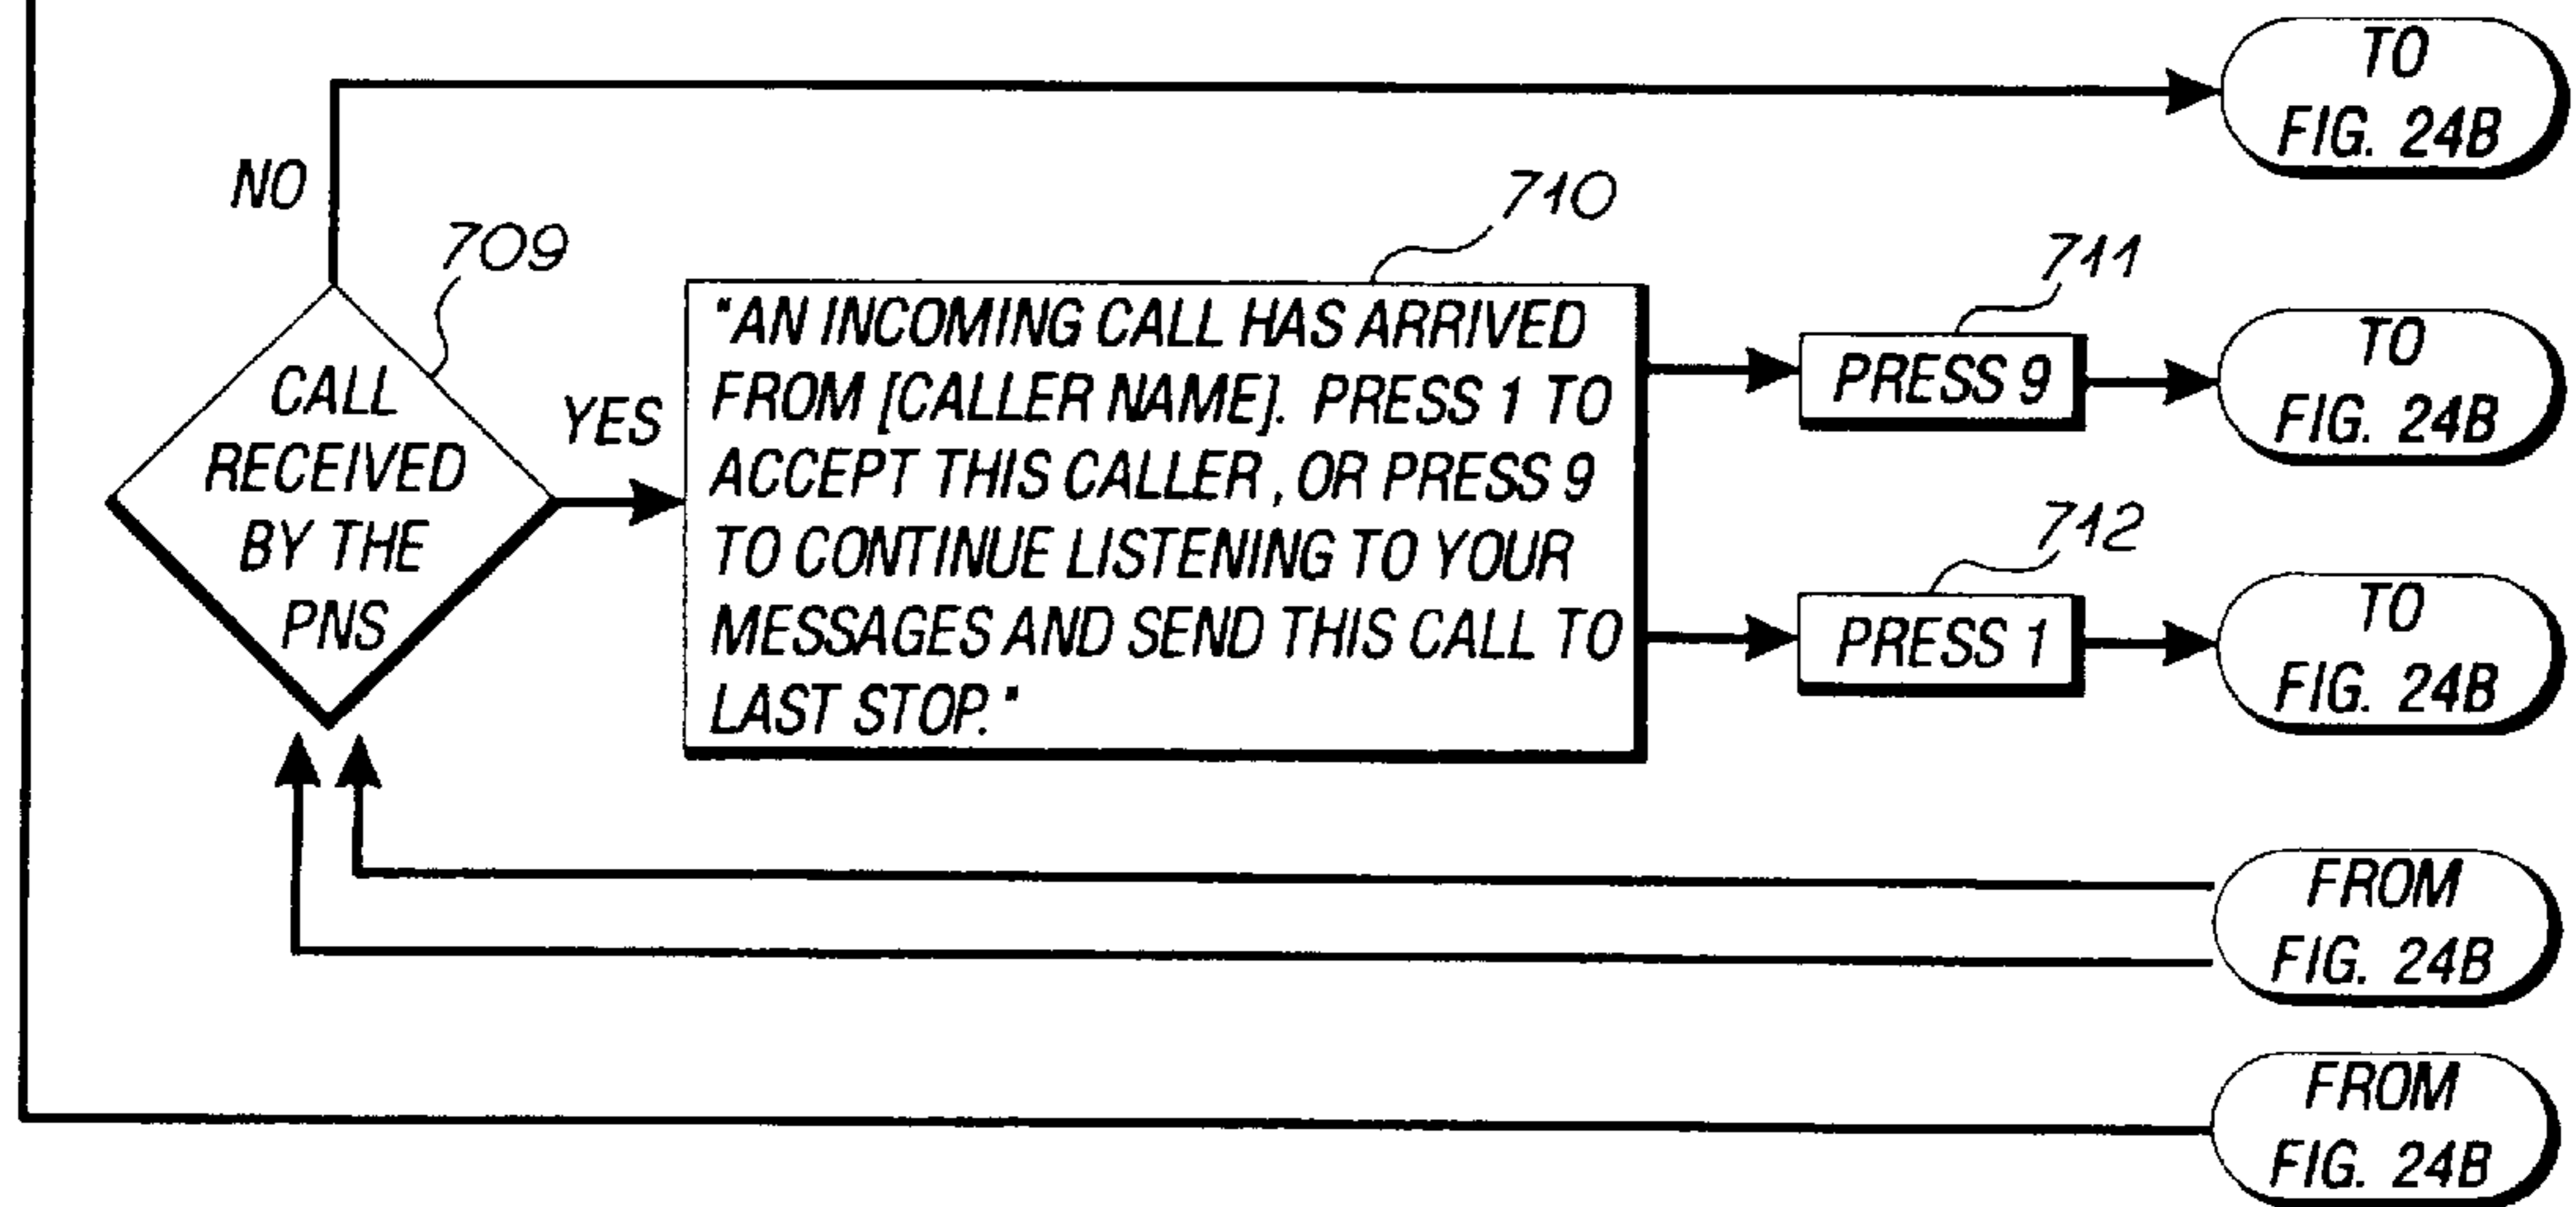 TO
FIG. 24B
NO
709
CALL
RECEIVED
BY THE
PNS
YES
710
"AN INCOMING CALL HAS ARRIVED
FROM [CALLER NAME]. PRESS 1 TO
ACCEPT THIS CALLER, OR PRESS 9
TO CONTINUE LISTENING TO YOUR
MESSAGES AND SEND THIS CALL TO
LAST STOP."
711
PRESS 9
TO
FIG. 24B
712
PRESS 1
TO
FIG. 24B
FROM
FIG. 24B
FROM
FIG. 24B